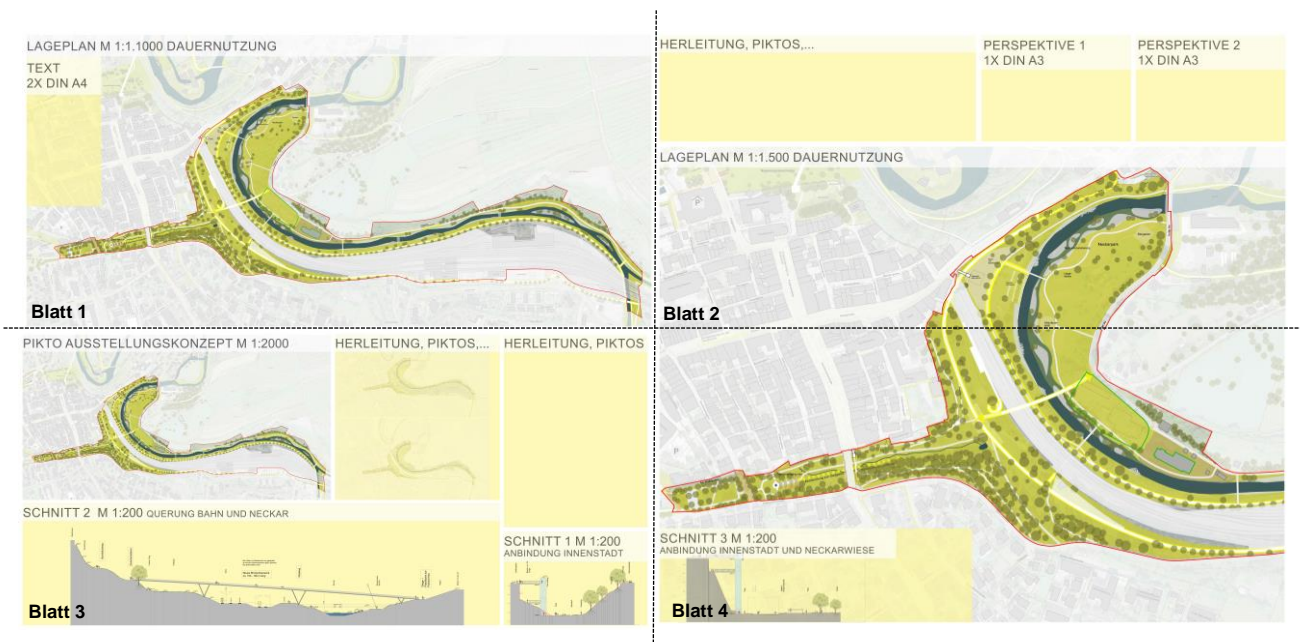 LAGEPLAN M 1:1.1000 DAUERNUTZUNG
TEXT
2X DIN A4
Blatt 1
HERLEITUNG, PIKTOS,...
PERSPEKTIVE 1
1X DIN A3
PERSPEKTIVE 2
1X DIN A3
LAGEPLAN M 1:1.500 DAUERNUTZUNG
P
Neckarpark
Blatt 2
PIKTO AUSSTELLUNGSKONZEPT M 1:2000
HERLEITUNG, PIKTOS,...
HERLEITUNG, PIKTOS
SCHNITT 2 M 1:200 QUERUNG BAHN UND NECKAR
SCHNITT 1 M 1:200
ANBINDUNG INNENSTADT
Blatt 3
P
SCHNITT 3 M 1:200
ANBINDUNG INNENSTADT UND NECKARWIESE
Blatt 4